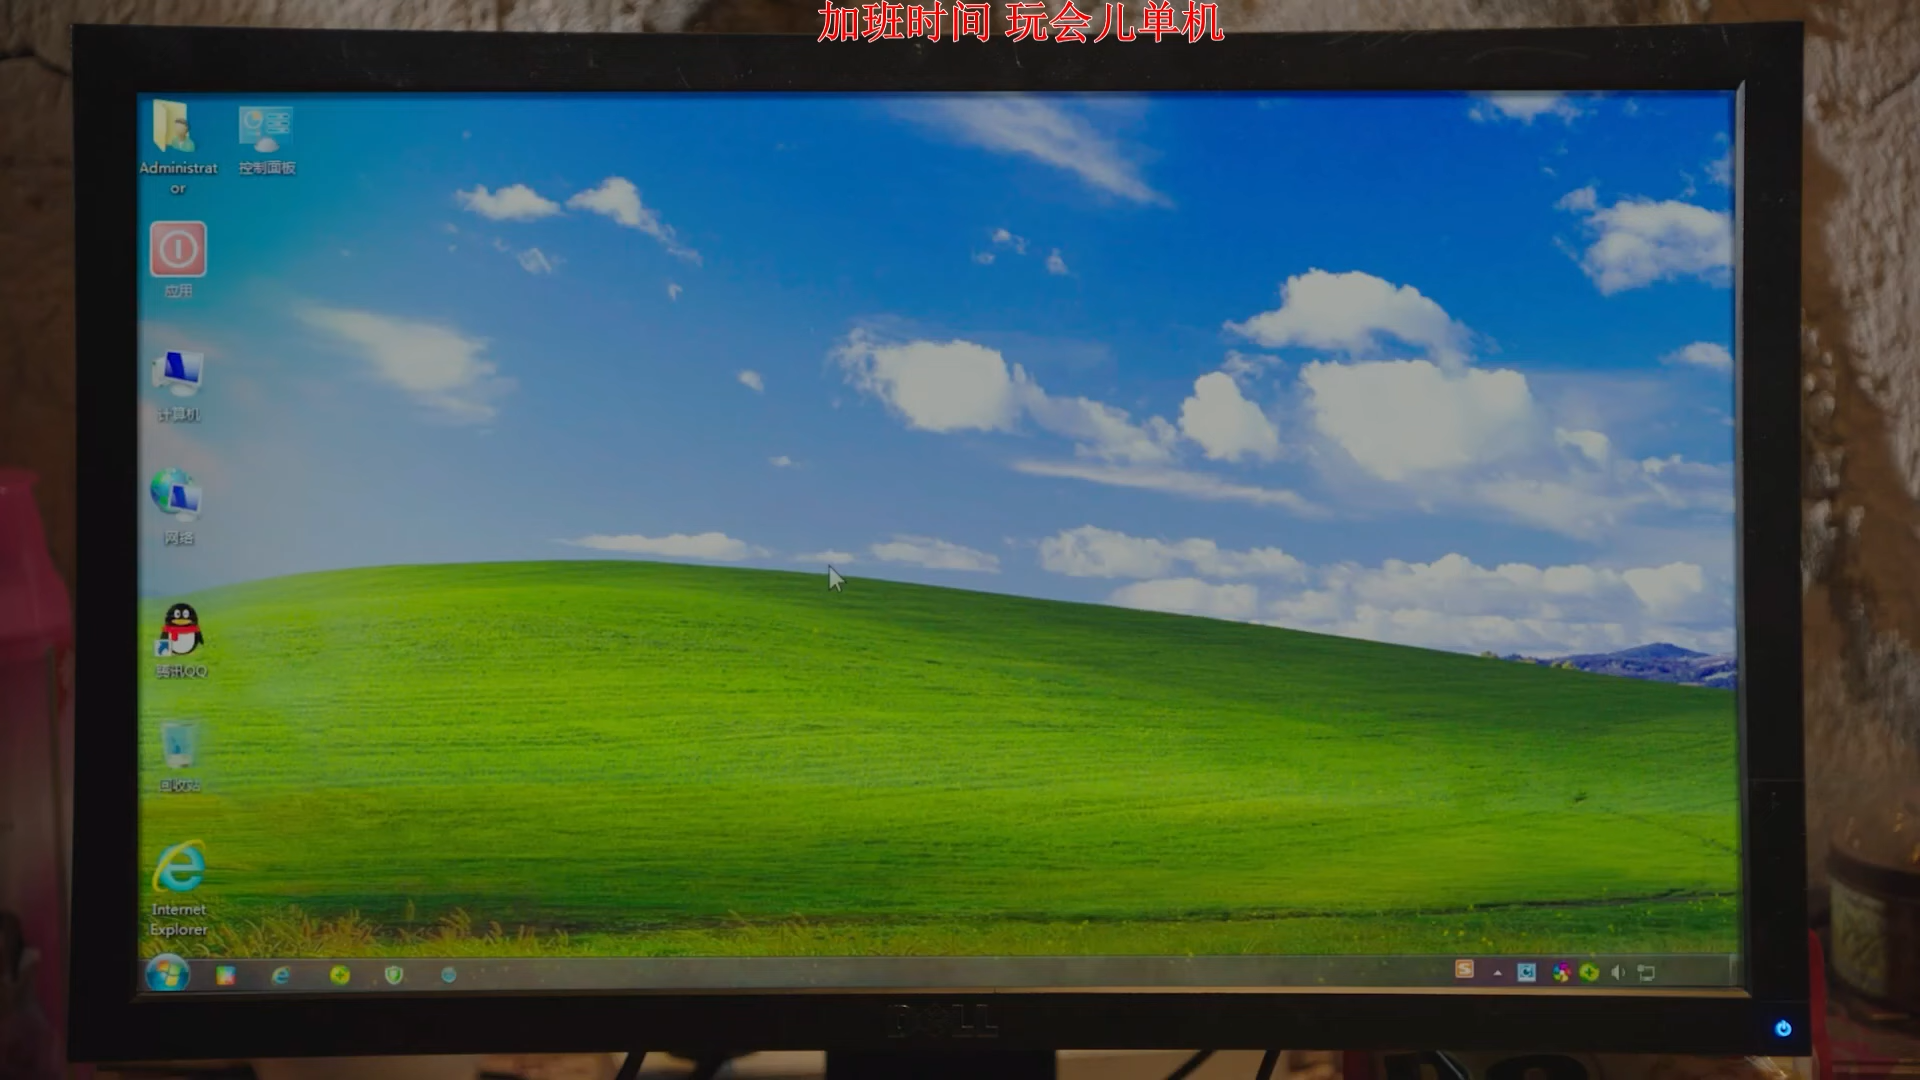 加班时间 玩会儿单机
Administrat
or
控制面板
应用
计算机
网络
腾讯QQ
回收站
Internet
Explorer
DELL